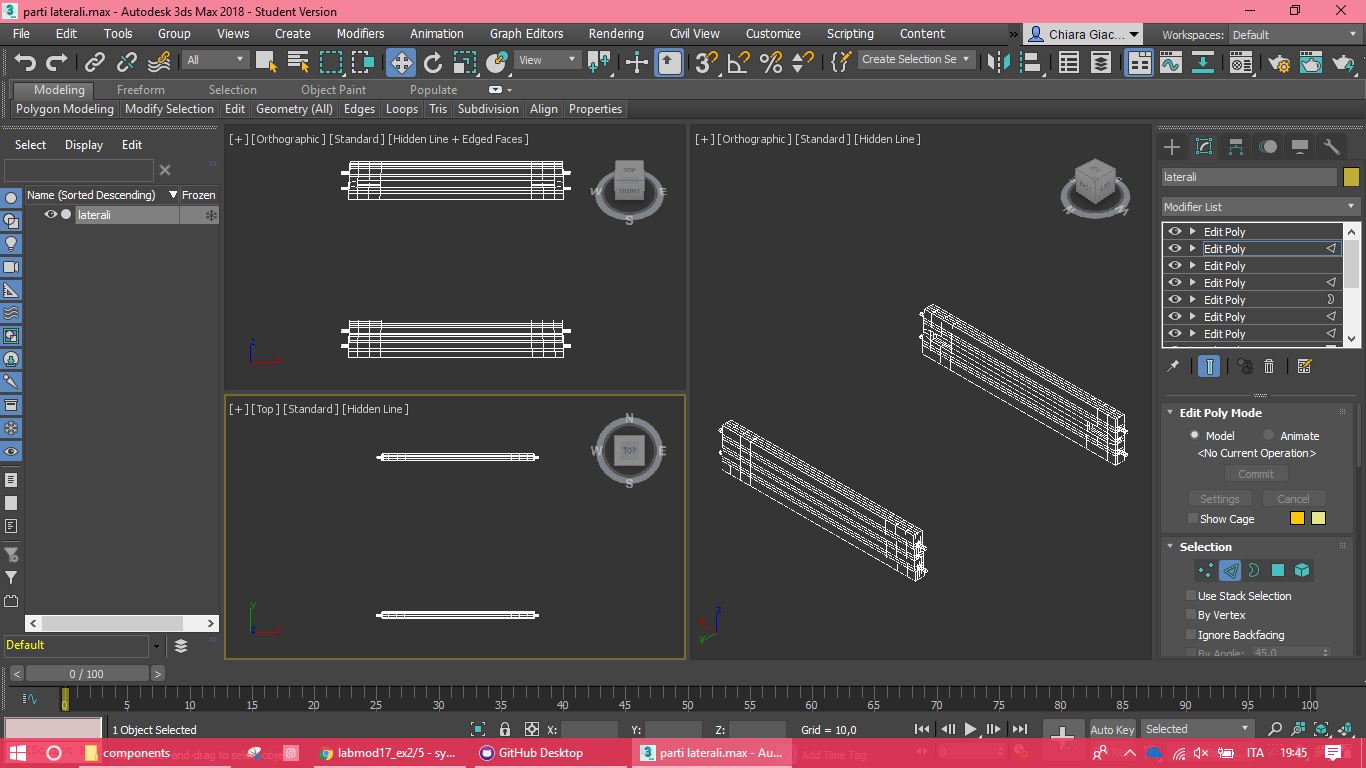 3 parti laterali.max - Autodesk 3ds Max 2018 - Student Version
File Edit Tools Group Views Create Modifiers Animation Graph Editors Rendering Civil View Customize Scripting Content » Chiara Giac... Workspaces: Default
All View 3 % Create Selection Se
Modeling Freeform Selection Object Paint Populate
Polygon Modeling Modify Selection Edit Geometry (All) Edges Loops Tris Subdivision Align Properties
Select Display Edit
Name (Sorted Descending) Frozen
laterali
[+] [Orthographic] [Standard] [Hidden Line + Edged Faces]
TOP
FRONT
W E
S
z
[+] [Top] [Standard] [Hidden Line]
N
W TOP E
S
y
z
[+] [Orthographic] [Standard] [Hidden Line]
z
x
y
laterali
Modifier List
Edit Poly
Edit Poly
Edit Poly
Edit Poly
Edit Poly
Edit Poly
Edit Poly
Edit Poly Mode
Model Animate
<No Current Operation>
Commit
Settings Cancel
Show Cage
Selection
Use Stack Selection
By Vertex
Ignore Backfacing
By Angle: 45,0
Default
< 0 / 100 >
0 5 10 15 20 25 30 35 40 45 50 55 60 65 70 75 80 85 90 95 100
1 Object Selected X: Y: Z: Grid = 10,0 Auto Key Selected
components labmod17_ex2/5 - sy... GitHub Desktop 3 parti laterali.max - Au... Add Time Tag ITA 19:45